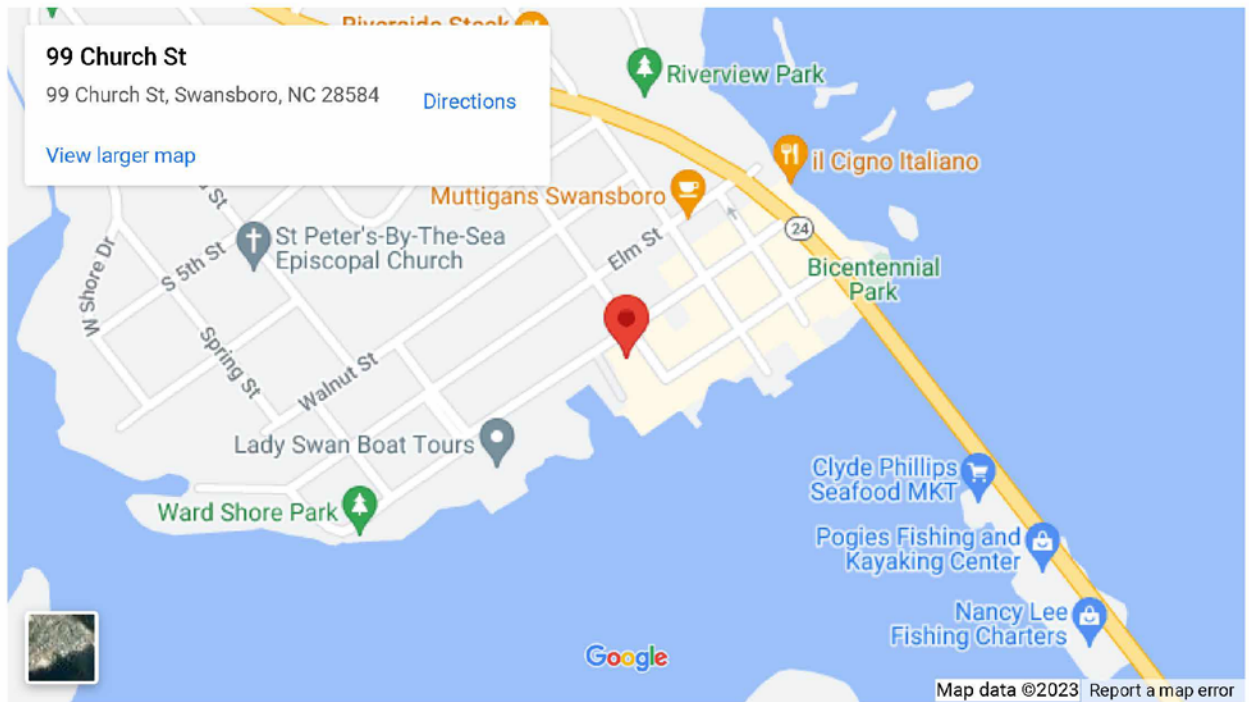 Riverside Steak
99 Church St
99 Church St, Swansboro, NC 28584
Directions
View larger map
Riverview Park
il Cigno Italiano
Muttigans Swansboro
24
St
St Peter's-By-The-Sea
Episcopal Church
Elm St
S 5th St
W Shore Dr
Bicentennial
Park
Spring St
Walnut St
Lady Swan Boat Tours
Clyde Phillips
Seafood MKT
Ward Shore Park
Pogies Fishing and
Kayaking Center
Nancy Lee
Fishing Charters
Google
Map data ©2023
Report a map error